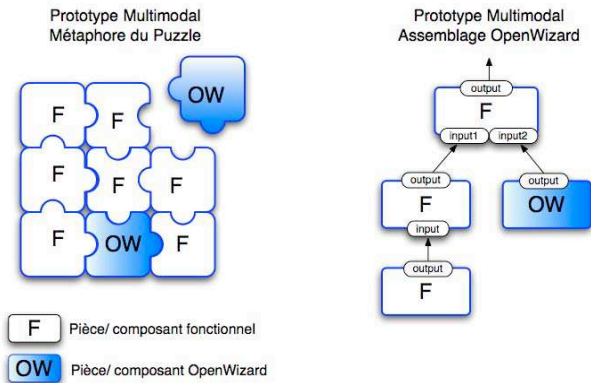 Prototype Multimodal
Métaphore du Puzzle
OW
F
F
F
F
F
F
OW
F
F
Pièce/ composant fonctionnel
OW
Pièce/ composant OpenWizard
Prototype Multimodal
Assemblage OpenWizard
output
F
input1
input2
output
F
input
output
OW
output
F